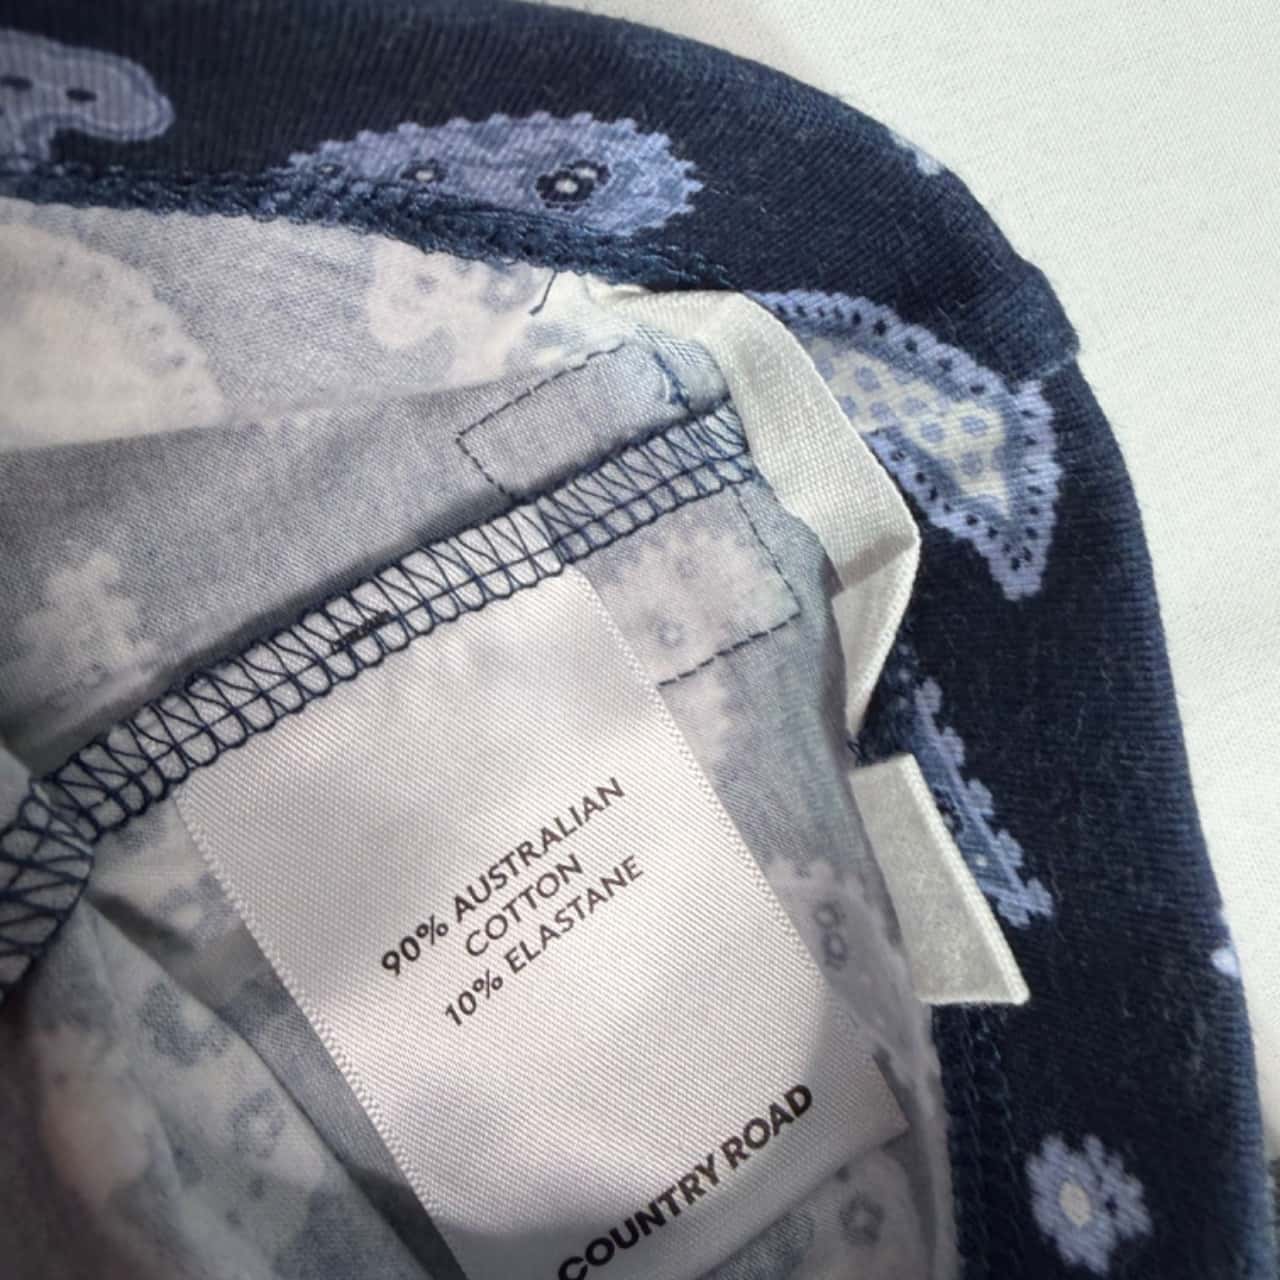 90% AUSTRALIAN
COTTON
10% ELASTANE
COUNTRY ROAD